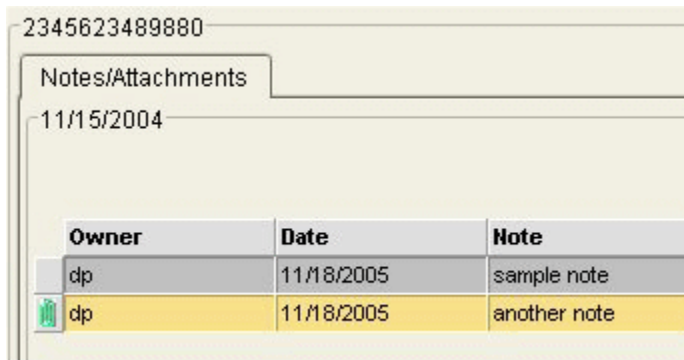 2345623489880
Notes/Attachments
11/15/2004
Owner Date Note
dp 11/18/2005 sample note
dp 11/18/2005 another note